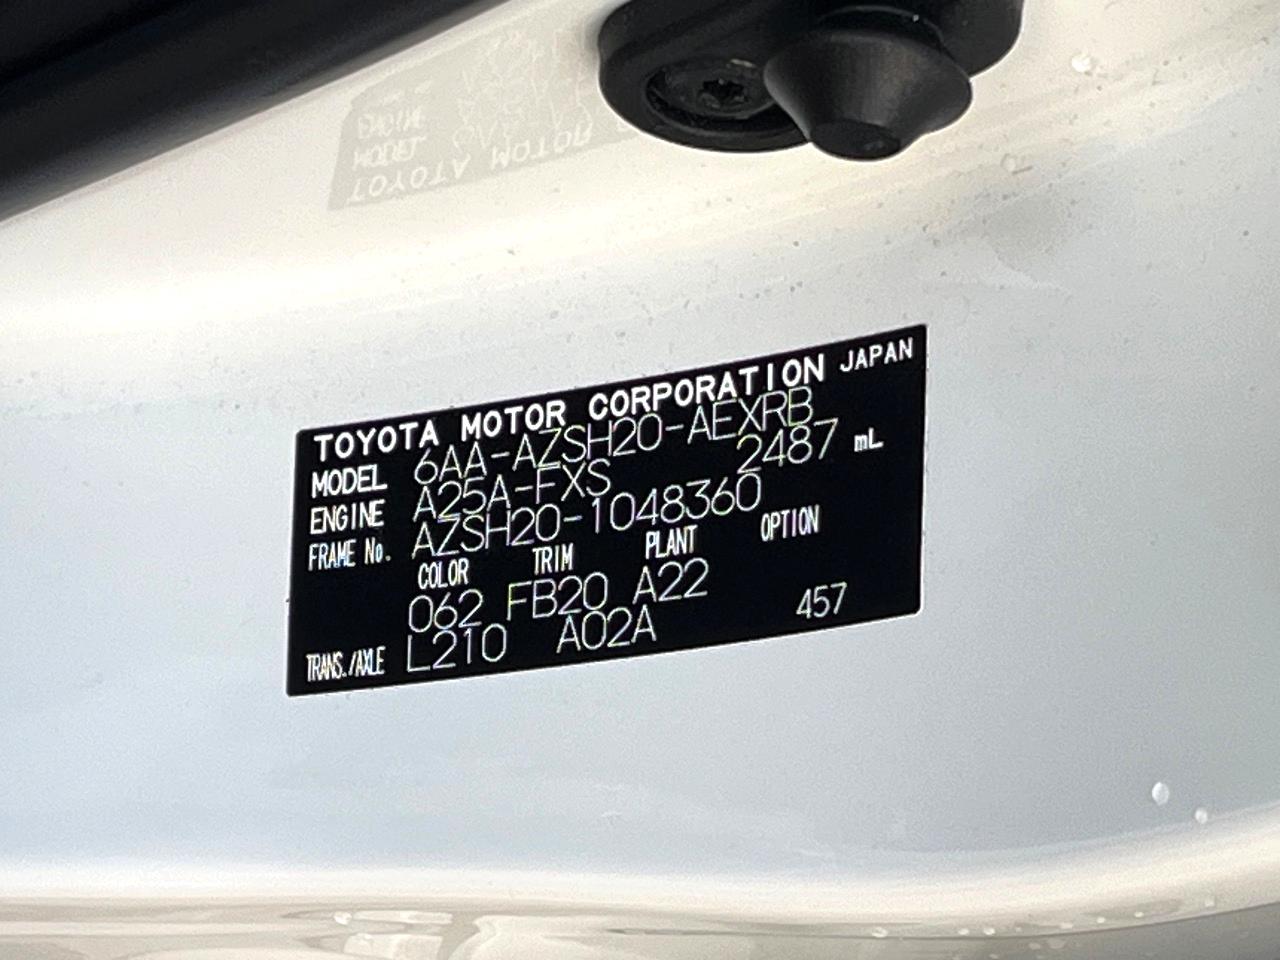 TOYOTA MOTOR CORPORATION JAPAN
MODEL 6AA-AZSH20-AEXRB
ENGINE A25A-FXS 2487 mL
FRAME No. AZSH20-1048360
COLOR TRIM PLANT OPTION
062 FB20 A22
TRANS./AXLE L210 A02A 457